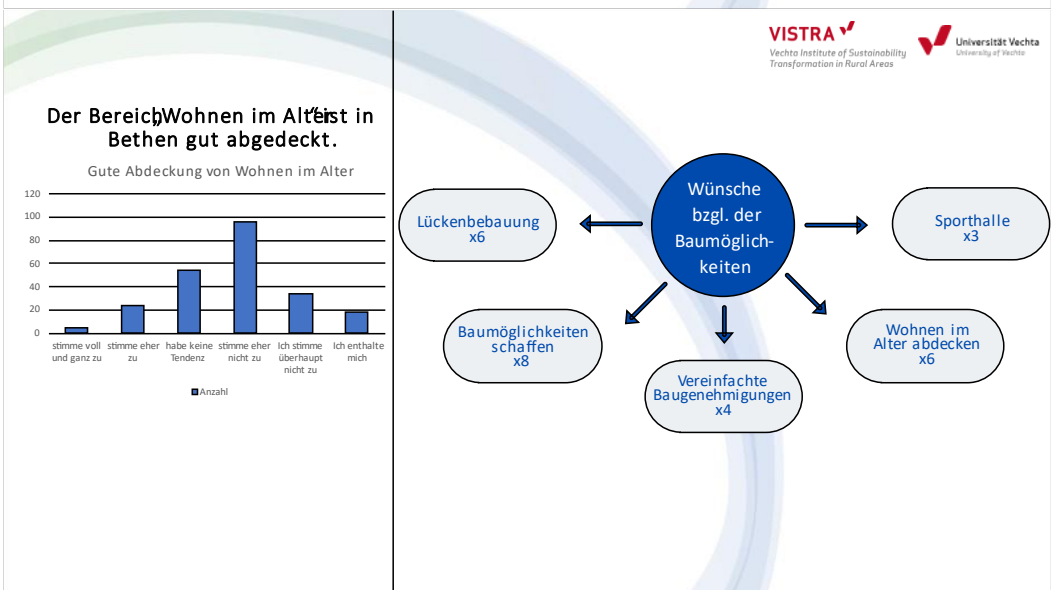 VISTRA
Vechta Institute of Sustainability
Transformation in Rural Areas
Universität Vechta
University of Vechta
Der Bereich „Wohnen im Alter“ ist in
Bethen gut abgedeckt.
Gute Abdeckung von Wohnen im Alter
120
100
80
60
40
20
0
stimme voll
und ganz zu
stimme eher
zu
habe keine
Tendenz
stimme eher
nicht zu
Ich stimme
überhaupt
nicht zu
Ich enthalte
mich
Anzahl
Wünsche
bzgl. der
Baumöglich-
keiten
Lückenbebauung
x6
Sporthalle
x3
Baumöglichkeiten
schaffen
x8
Vereinfachte
Baugenehmigungen
x4
Wohnen im
Alter abdecken
x6